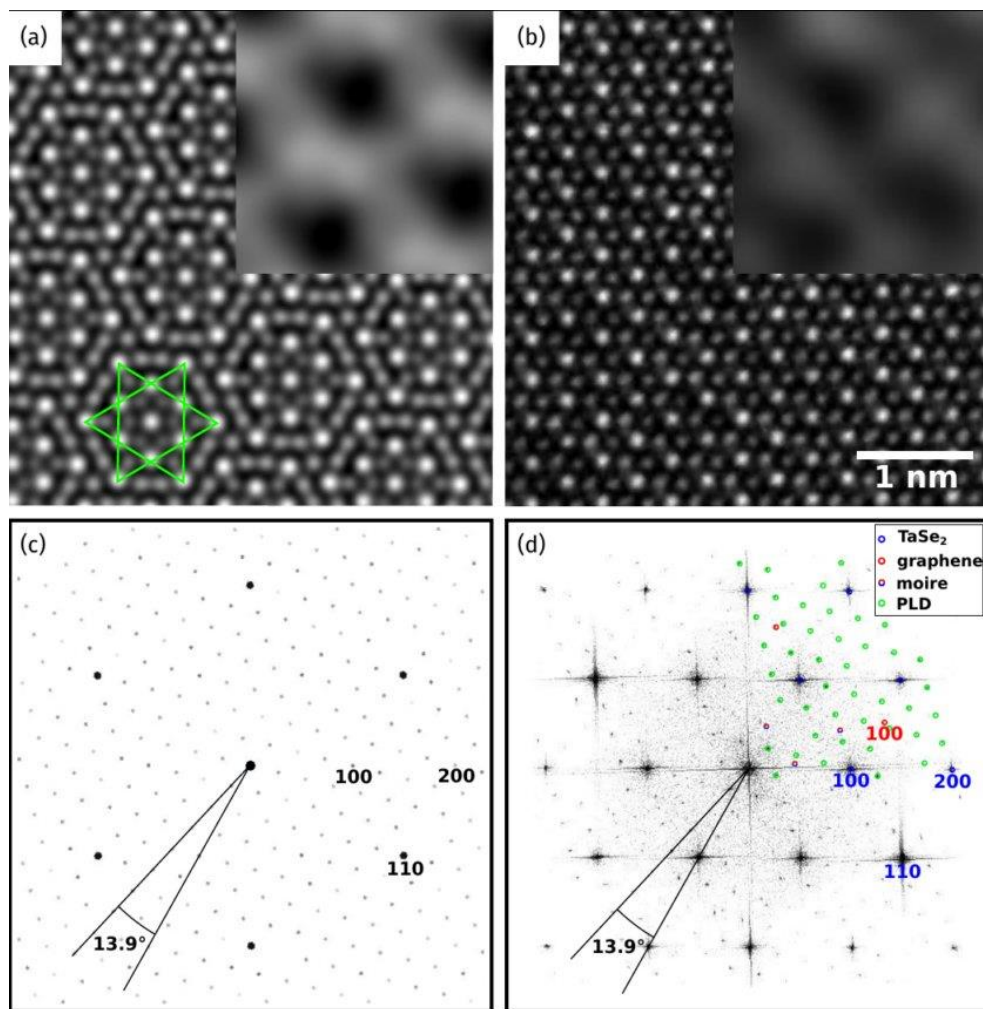 (a)
(b)
1 nm
(c)
100
200
110
13.9°
(d)
TaSe₂
graphene
moire
PLD
100
100
200
110
13.9°